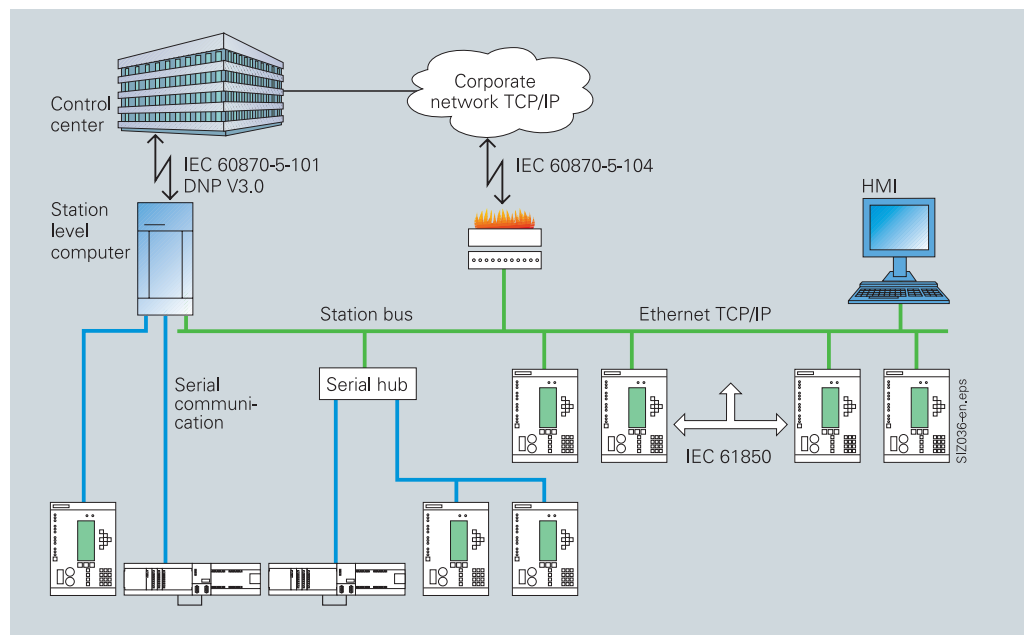 Control
center
Corporate
network TCP/IP
IEC 60870-5-101
DNP V3.0
IEC 60870-5-104
Station
level
computer
HMI
Station bus
Ethernet TCP/IP
Serial
communi-
cation
Serial hub
IEC 61850
SIZ036-en.eps